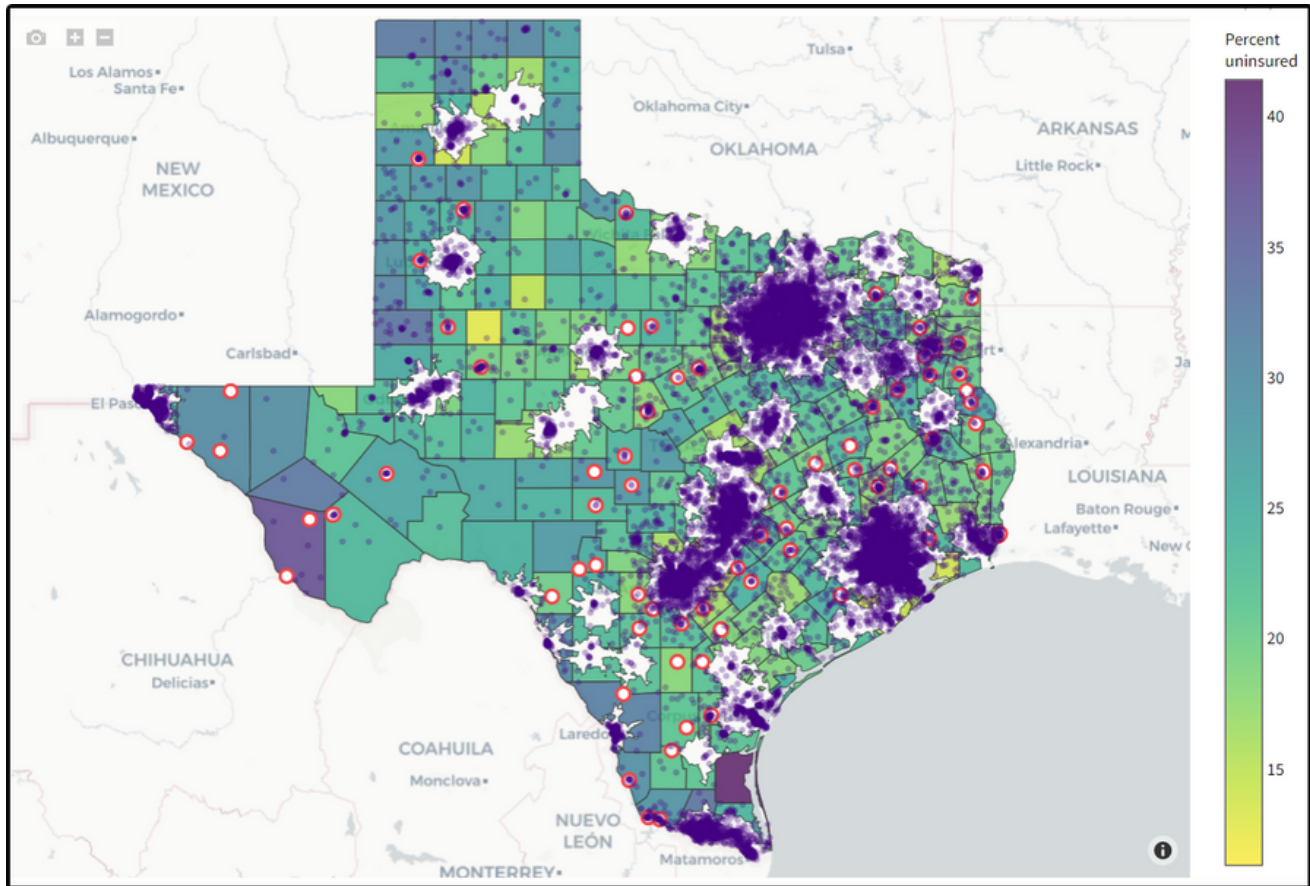 Percent
uninsured
40
35
30
25
20
15
Tulsa
Los Alamos
Santa Fe
Oklahoma City
ARKANSAS
Albuquerque
OKLAHOMA
Little Rock
NEW
MEXICO
Alamogordo
Carlsbad
El Paso
Alexandria
LOUISIANA
Baton Rouge
Lafayette
New
CHIHUAHUA
Delicias
Laredo
COAHUILA
Monclova
NUEVO
LEÓN
Matamoros
MONTERREY